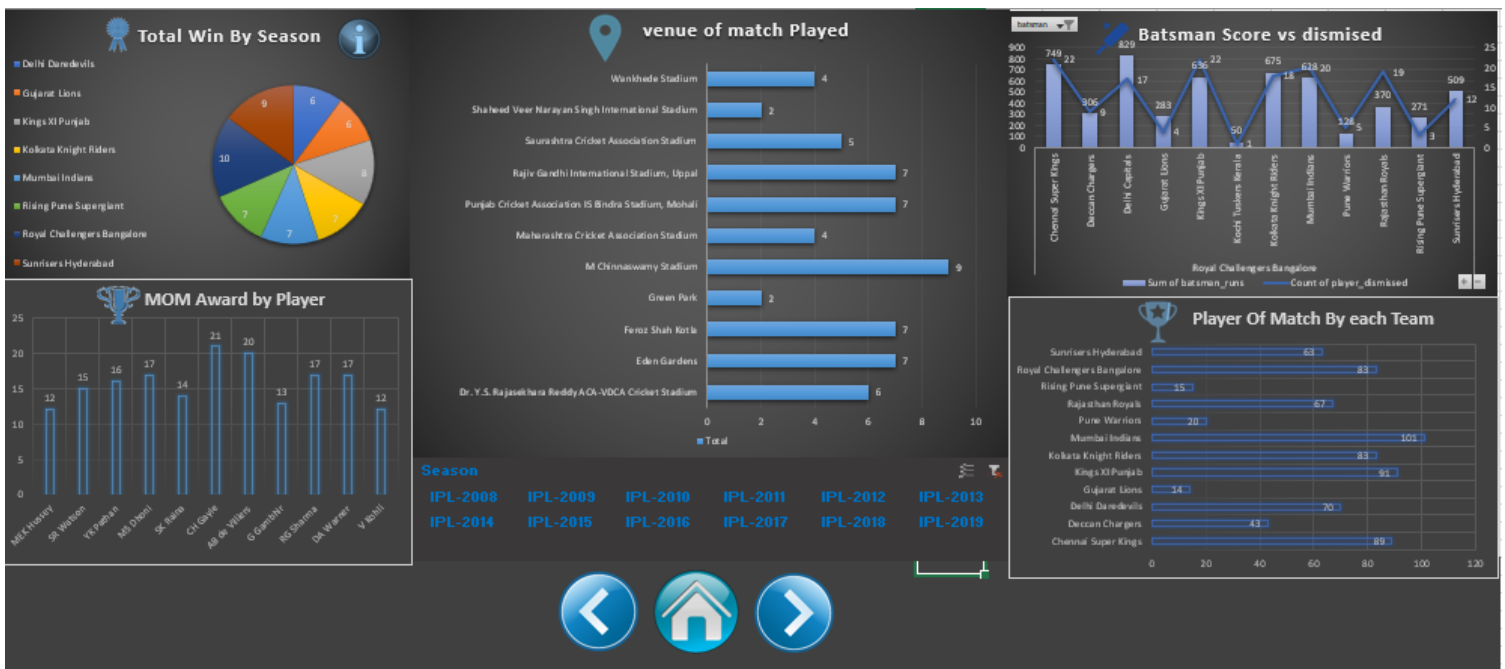 Total Win By Season
Delhi Daredevils
Gujarat Lions
Kings XI Punjab
Kolkata Knight Riders
Mumbai Indians
Rising Pune Supergiant
Royal Challengers Bangalore
Sunrisers Hyderabad
9
6
6
10
8
7
7
7
MOM Award by Player
25
20
15
10
5
0
12
15
16
17
14
21
20
13
17
17
12
MEK Hussey
SR Watson
YK Pathan
MS Dhoni
SK Raina
CH Gayle
AB de Villiers
G Gambhir
RG Sharma
DA Warner
V Kohli
venue of match Played
Wankhede Stadium 4
Shaheed Veer Narayan Singh International Stadium 2
Saurashtra Cricket Association Stadium 5
Rajiv Gandhi International Stadium, Uppal 7
Punjab Cricket Association IS Bindra Stadium, Mohali 7
Maharashtra Cricket Association Stadium 4
M Chinnaswamy Stadium 9
Green Park 2
Feroz Shah Kotla 7
Eden Gardens 7
Dr. Y.S. Rajasekhara Reddy ACA-VDCA Cricket Stadium 6
0 2 4 6 8 10
Total
Season
IPL-2008 IPL-2009 IPL-2010 IPL-2011 IPL-2012 IPL-2013
IPL-2014 IPL-2015 IPL-2016 IPL-2017 IPL-2018 IPL-2019
batsman
Batsman Score vs dismised
900
800
700
600
500
400
300
200
100
0
25
20
15
10
5
0
749 306 829 283 636 50 675 628 128 370 271 509
22 9 17 4 22 1 18 20 5 19 3 12
Chennai Super Kings
Deccan Chargers
Delhi Capitals
Gujarat Lions
Kings XI Punjab
Kochi Tuskers Kerala
Kolkata Knight Riders
Mumbai Indians
Pune Warriors
Rajasthan Royals
Rising Pune Supergiant
Sunrisers Hyderabad
Royal Challengers Bangalore
Sum of batsman_runs Count of player_dismissed
+ −
Player Of Match By each Team
Sunrisers Hyderabad 63
Royal Challengers Bangalore 83
Rising Pune Supergiant 15
Rajasthan Royals 67
Pune Warriors 20
Mumbai Indians 101
Kolkata Knight Riders 83
Kings XI Punjab 91
Gujarat Lions 14
Delhi Daredevils 70
Deccan Chargers 43
Chennai Super Kings 89
0 20 40 60 80 100 120